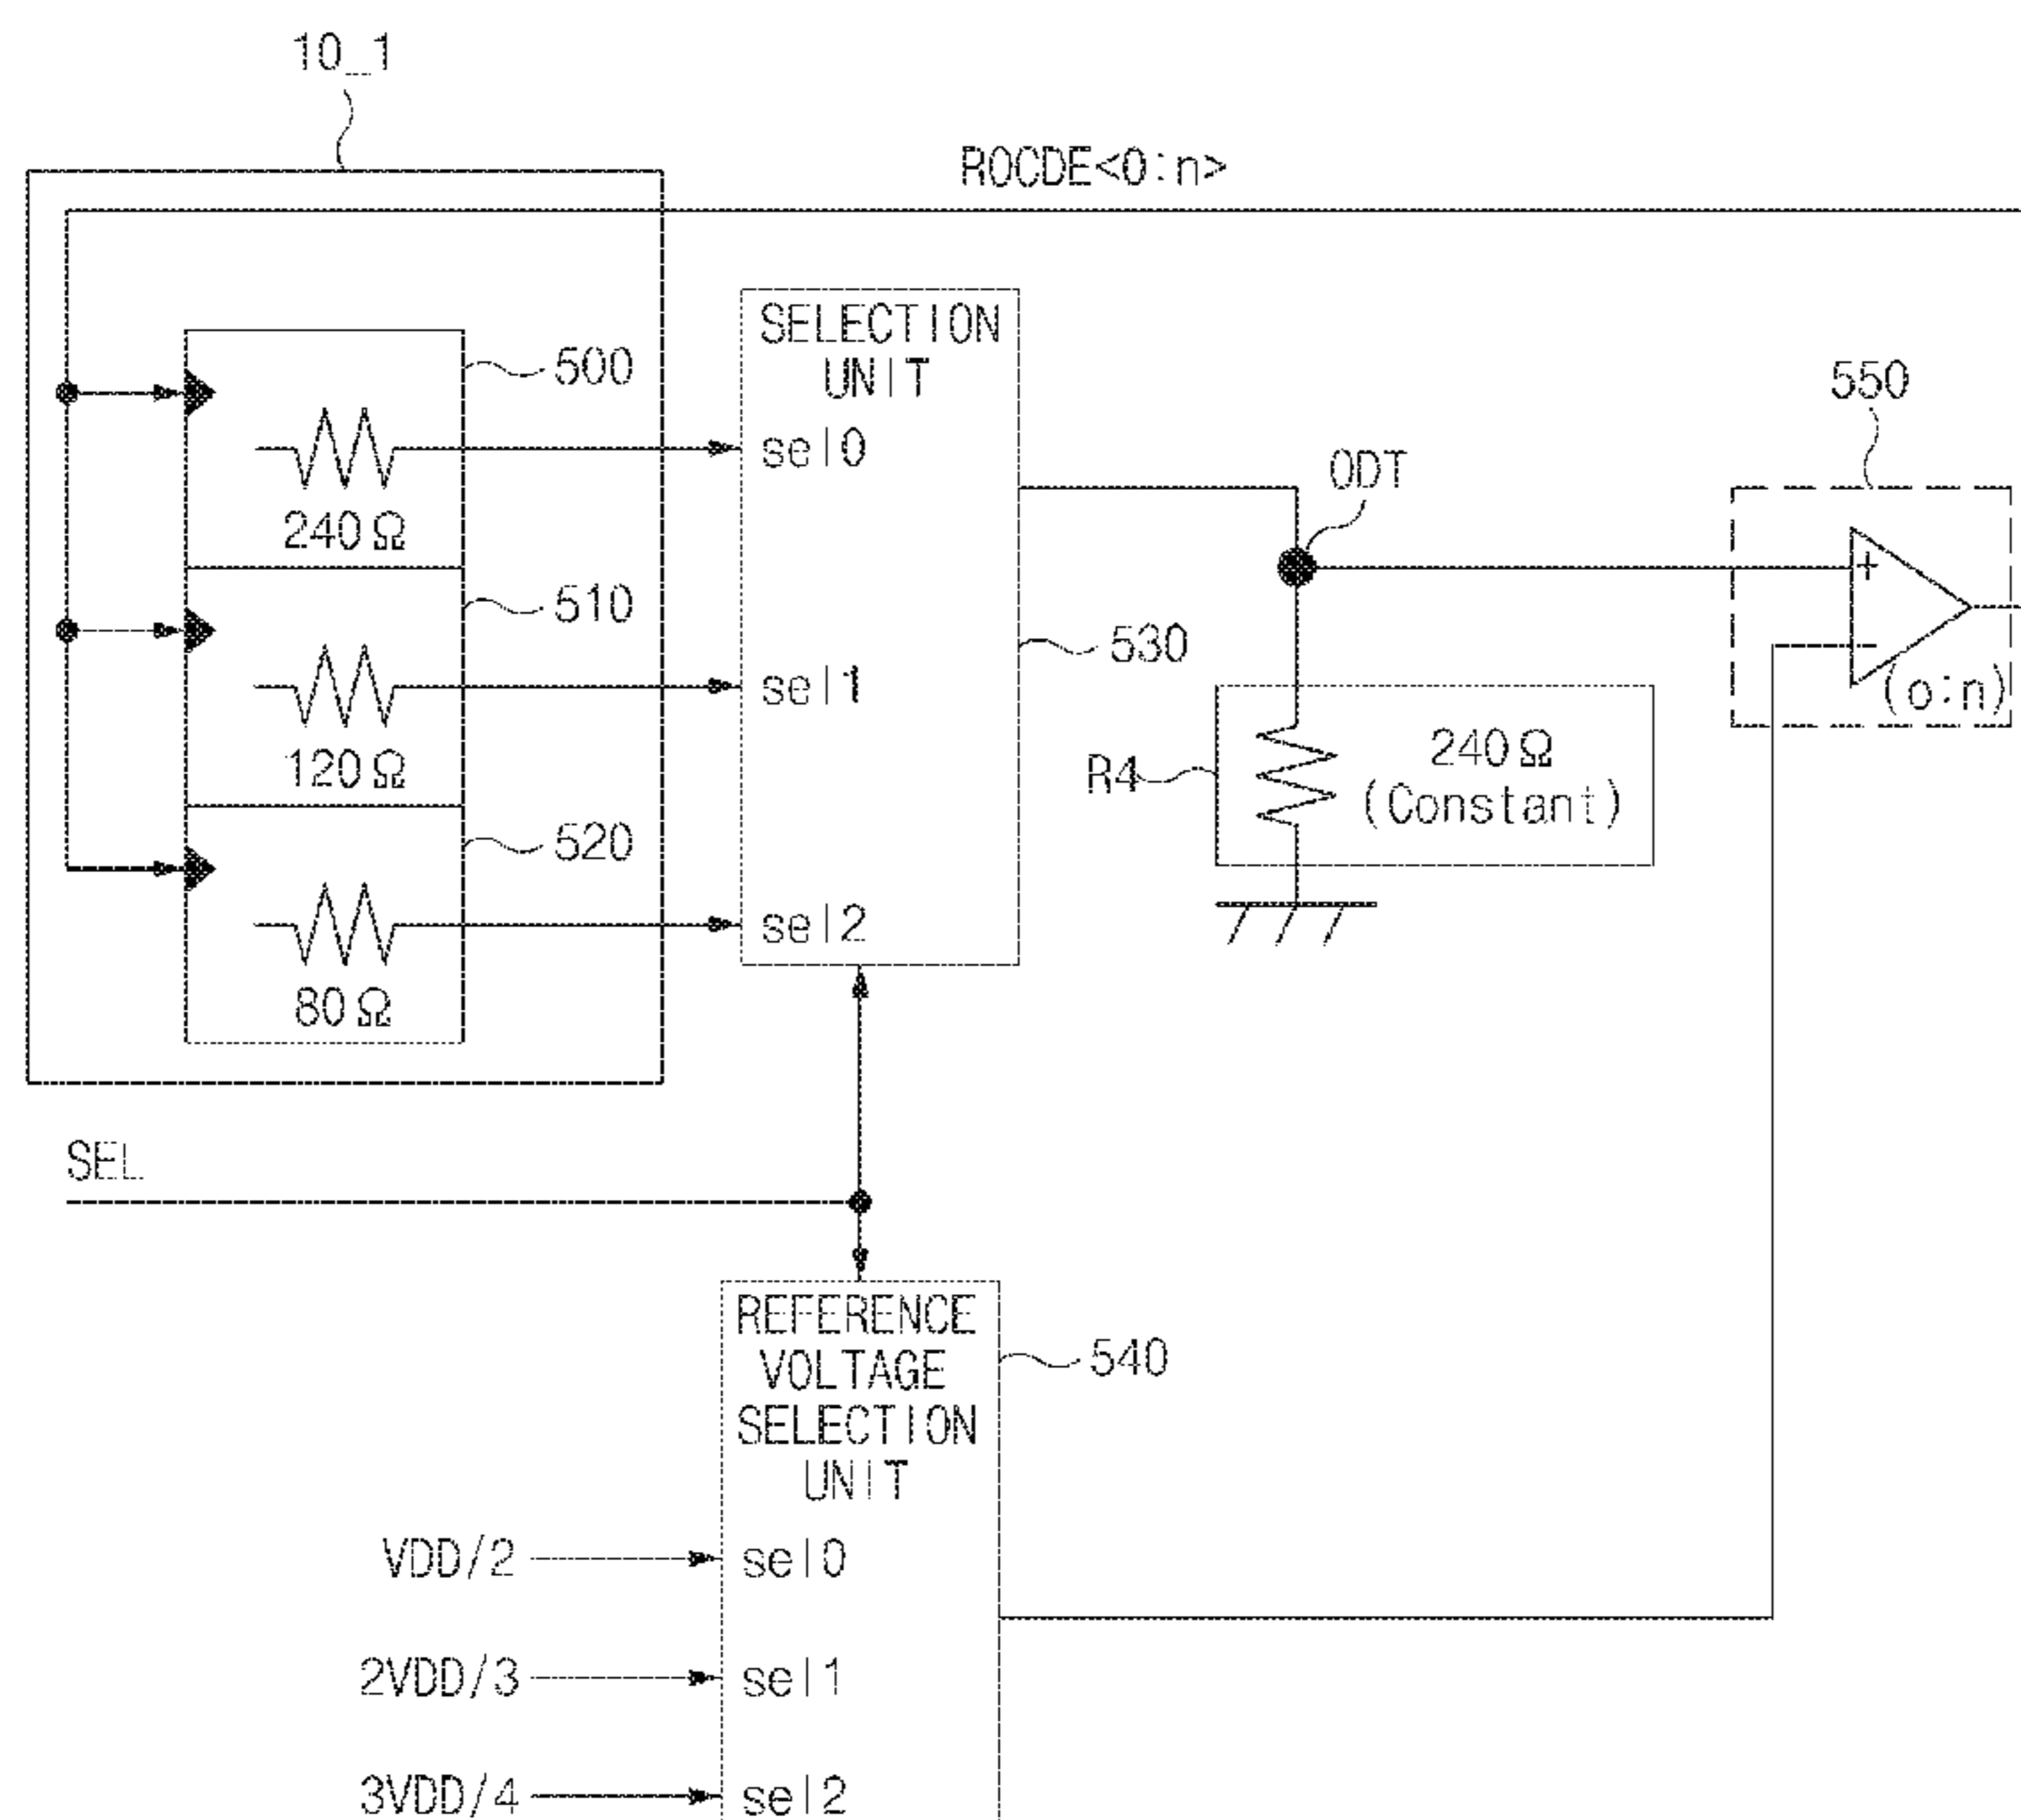 10_1
ROCDE<0:n>
500
240Ω
510
120Ω
520
80Ω
SELECTION
UNIT
sel0
sel1
sel2
530
ODT
R4
240Ω
(Constant)
550
+
-
(o:n)
SEL
REFERENCE
VOLTAGE
SELECTION
UNIT
540
VDD/2
sel0
2VDD/3
sel1
3VDD/4
sel2